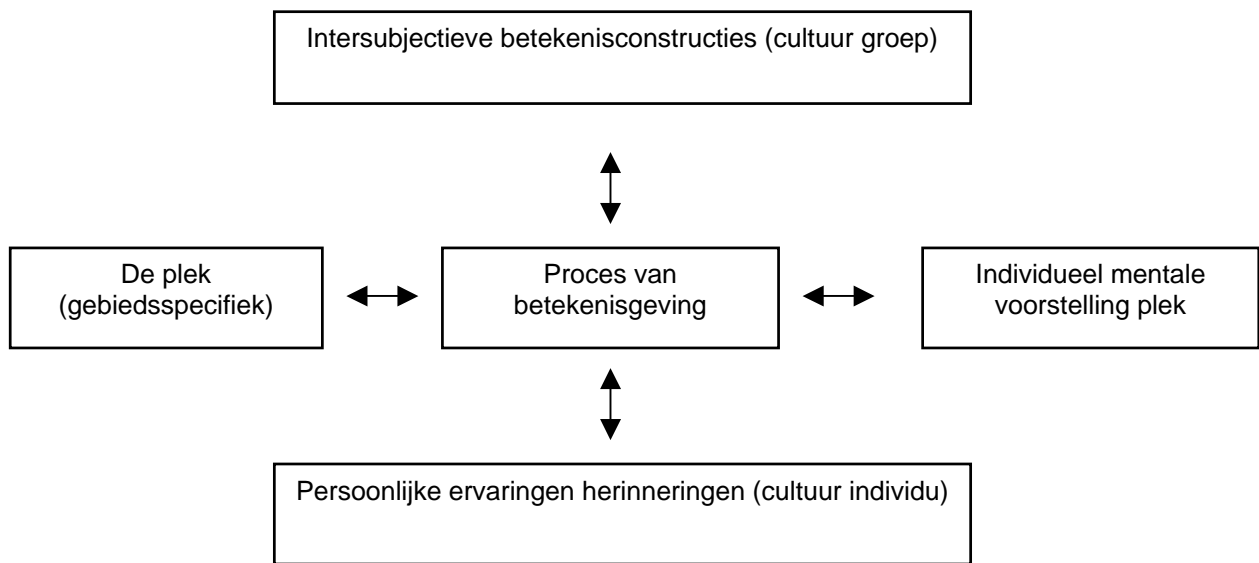 Intersubjectieve betekenisconstructies (cultuur groep)
De plek
(gebiedsspecifiek)
Proces van
betekenisgeving
Individueel mentale
voorstelling plek
Persoonlijke ervaringen herinneringen (cultuur individu)